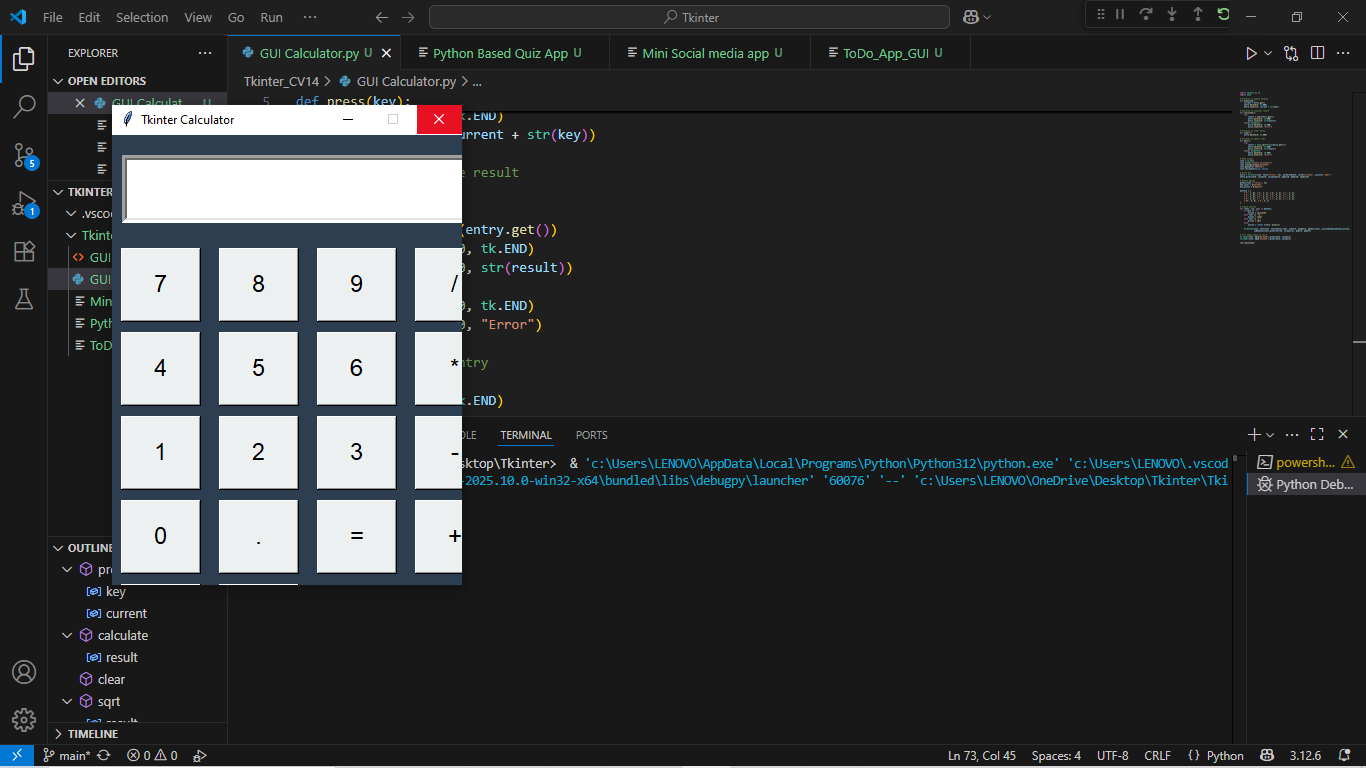 File Edit Selection View Go Run ··· Tkinter
EXPLORER ···
OPEN EDITORS
GUI Calculat... U
TKINTER
.vscod
Tkinte
GUI
GUI
Min
Pyth
ToD
OUTLINE
pre
key
current
calculate
result
clear
sqrt
result
TIMELINE
GUI Calculator.py U
Python Based Quiz App U
Mini Social media app U
ToDo_App_GUI U
Tkinter_CV14 > GUI Calculator.py > ...
5 def press(key):
k.END)
urrent + str(key))
e result
(entry.get())
0, tk.END)
0, str(result))
0, tk.END)
0, "Error")
ntry
k.END)
Tkinter Calculator
7 8 9 /
4 5 6 *
1 2 3 -
0 . = +
OLE TERMINAL PORTS
sktop\Tkinter> & 'c:\Users\LENOVO\AppData\Local\Programs\Python\Python312\python.exe' 'c:\Users\LENOVO\.vscod
-2025.10.0-win32-x64\bundled\libs\debugpy\launcher' '60076' '--' 'c:\Users\LENOVO\OneDrive\Desktop\Tkinter\Tki
powersh...
Python Deb...
5
1
main* 0 0 Ln 73, Col 45 Spaces: 4 UTF-8 CRLF {} Python 3.12.6